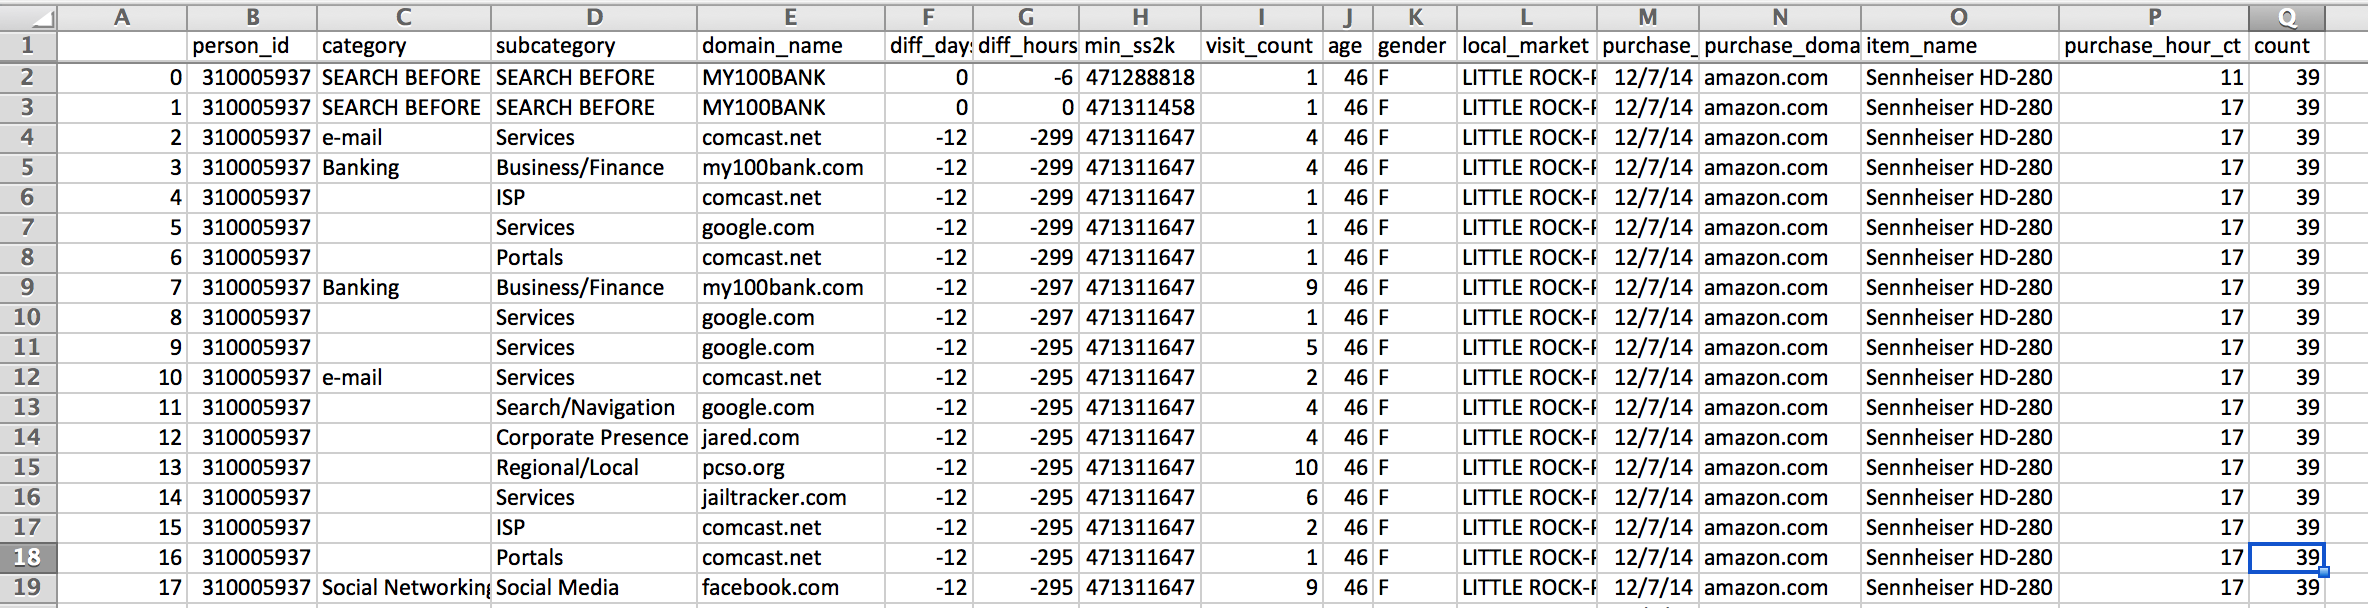 A B C D E F G H I J K L M N O P Q
1 person_id category subcategory domain_name diff_day diff_hours min_ss2k visit_count age gender local_market purchase_ purchase_doma item_name purchase_hour_ct count
2 0 310005937 SEARCH BEFORE SEARCH BEFORE MY100BANK 0 -6 471288818 1 46 F LITTLE ROCK- 12/7/14 amazon.com Sennheiser HD-280 11 39
3 1 310005937 SEARCH BEFORE SEARCH BEFORE MY100BANK 0 0 471311458 1 46 F LITTLE ROCK- 12/7/14 amazon.com Sennheiser HD-280 17 39
4 2 310005937 e-mail Services comcast.net -12 -299 471311647 4 46 F LITTLE ROCK- 12/7/14 amazon.com Sennheiser HD-280 17 39
5 3 310005937 Banking Business/Finance my100bank.com -12 -299 471311647 4 46 F LITTLE ROCK- 12/7/14 amazon.com Sennheiser HD-280 17 39
6 4 310005937 ISP comcast.net -12 -299 471311647 1 46 F LITTLE ROCK- 12/7/14 amazon.com Sennheiser HD-280 17 39
7 5 310005937 Services google.com -12 -299 471311647 1 46 F LITTLE ROCK- 12/7/14 amazon.com Sennheiser HD-280 17 39
8 6 310005937 Portals comcast.net -12 -299 471311647 1 46 F LITTLE ROCK- 12/7/14 amazon.com Sennheiser HD-280 17 39
9 7 310005937 Banking Business/Finance my100bank.com -12 -297 471311647 9 46 F LITTLE ROCK- 12/7/14 amazon.com Sennheiser HD-280 17 39
10 8 310005937 Services google.com -12 -297 471311647 1 46 F LITTLE ROCK- 12/7/14 amazon.com Sennheiser HD-280 17 39
11 9 310005937 Services google.com -12 -295 471311647 5 46 F LITTLE ROCK- 12/7/14 amazon.com Sennheiser HD-280 17 39
12 10 310005937 e-mail Services comcast.net -12 -295 471311647 2 46 F LITTLE ROCK- 12/7/14 amazon.com Sennheiser HD-280 17 39
13 11 310005937 Search/Navigation google.com -12 -295 471311647 4 46 F LITTLE ROCK- 12/7/14 amazon.com Sennheiser HD-280 17 39
14 12 310005937 Corporate Presence jared.com -12 -295 471311647 4 46 F LITTLE ROCK- 12/7/14 amazon.com Sennheiser HD-280 17 39
15 13 310005937 Regional/Local pcso.org -12 -295 471311647 10 46 F LITTLE ROCK- 12/7/14 amazon.com Sennheiser HD-280 17 39
16 14 310005937 Services jailtracker.com -12 -295 471311647 6 46 F LITTLE ROCK- 12/7/14 amazon.com Sennheiser HD-280 17 39
17 15 310005937 ISP comcast.net -12 -295 471311647 2 46 F LITTLE ROCK- 12/7/14 amazon.com Sennheiser HD-280 17 39
18 16 310005937 Portals comcast.net -12 -295 471311647 1 46 F LITTLE ROCK- 12/7/14 amazon.com Sennheiser HD-280 17 39
19 17 310005937 Social Networking Social Media facebook.com -12 -295 471311647 9 46 F LITTLE ROCK- 12/7/14 amazon.com Sennheiser HD-280 17 39